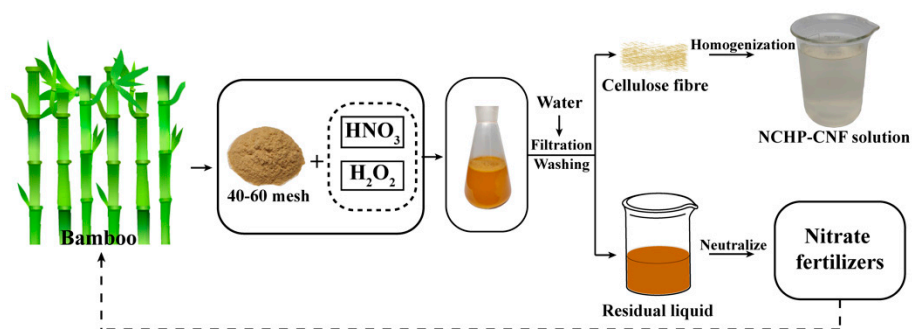 Bamboo
40-60 mesh
+
HNO3
H2O2
Water
Filtration
Washing
Cellulose fibre
Homogenization
NCHP-CNF solution
Residual liquid
Neutralize
Nitrate
fertilizers